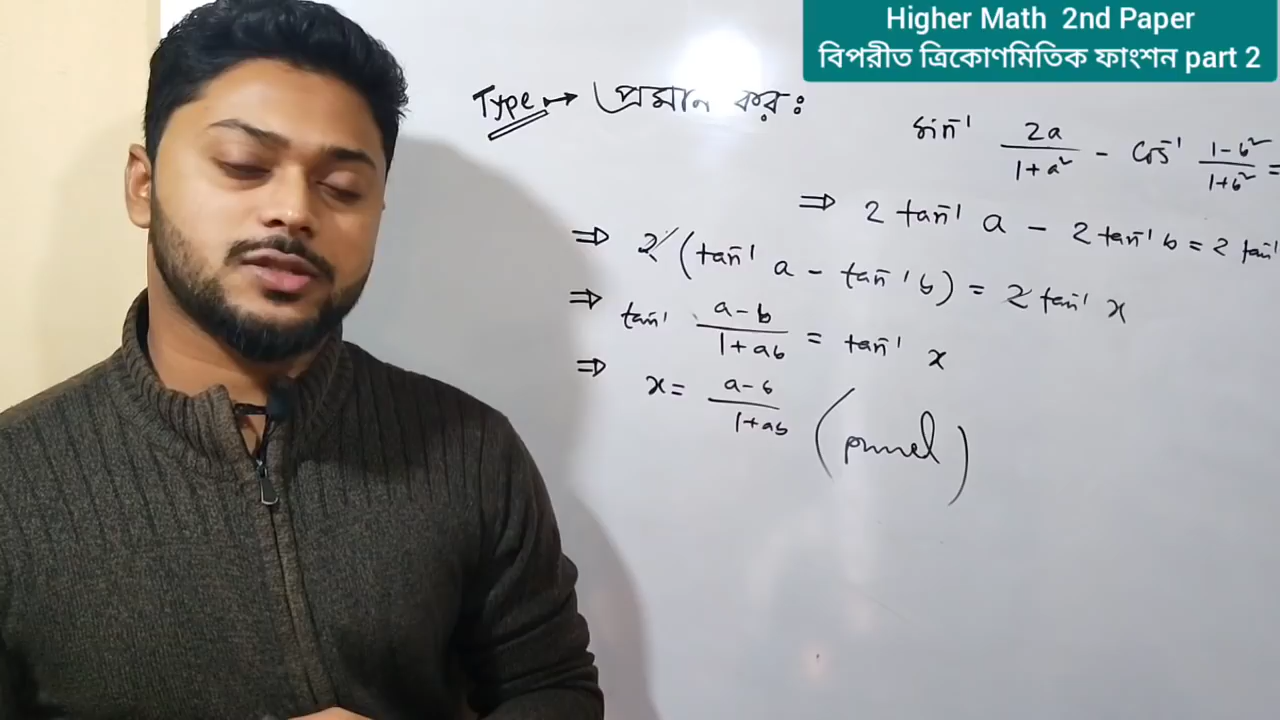 Higher Math 2nd Paper
বিপরীত ত্রিকোণমিতিক ফাংশন part 2
Type → প্রমান কর:
sin⁻¹ 2a/1+a² - cos⁻¹ 1-b²/1+b² =
⇒ 2 tan⁻¹ a - 2 tan⁻¹ b = 2 tan⁻¹
⇒ 2 (tan⁻¹ a - tan⁻¹ b) = 2 tan⁻¹ x
⇒ tan⁻¹ a-b/1+ab = tan⁻¹ x
⇒ x = a-b/1+ab